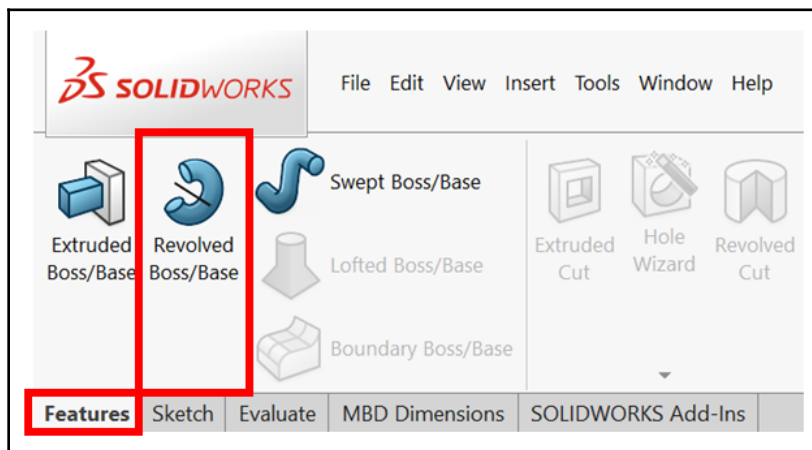 SOLIDWORKS
File Edit View Insert Tools Window Help
Extruded
Boss/Base
Revolved
Boss/Base
Swept Boss/Base
Lofted Boss/Base
Boundary Boss/Base
Extruded
Cut
Hole
Wizard
Revolved
Cut
Features Sketch Evaluate MBD Dimensions SOLIDWORKS Add-Ins